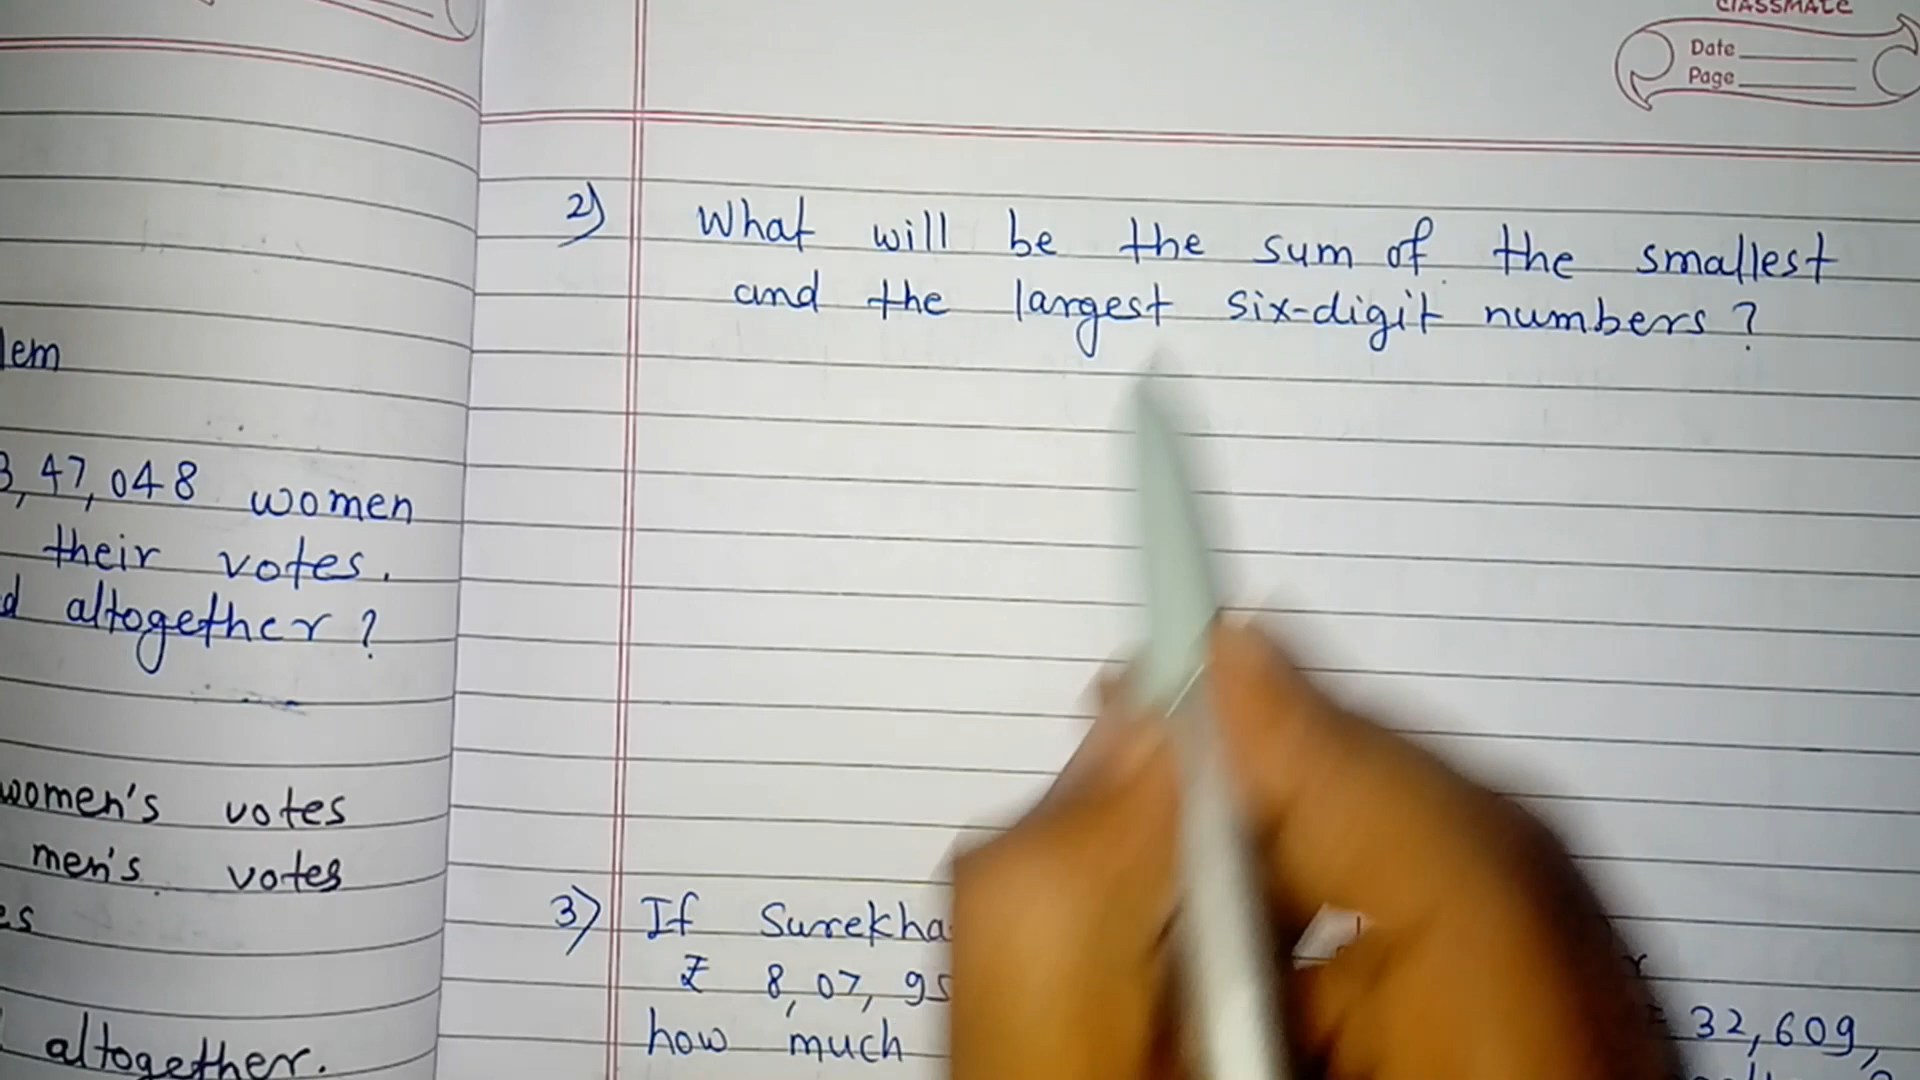 lem
3,47,048 women
their votes.
d altogether?
women's votes
men's votes
es
altogether.
CLASSMATE
Date
Page
2) What will be the sum of the smallest
and the largest six-digit numbers?
3) If Surekha
₹ 8,07,95
how much
32,609,